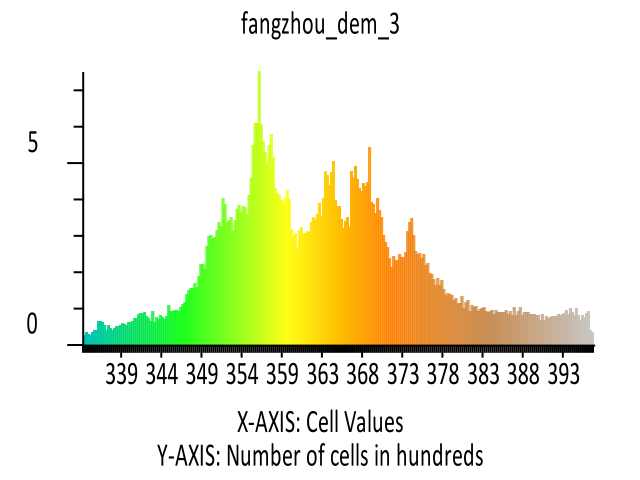 fangzhou_dem_3
5
0
339 344 349 354 359 363 368 373 378 383 388 393
X-AXIS: Cell Values
Y-AXIS: Number of cells in hundreds